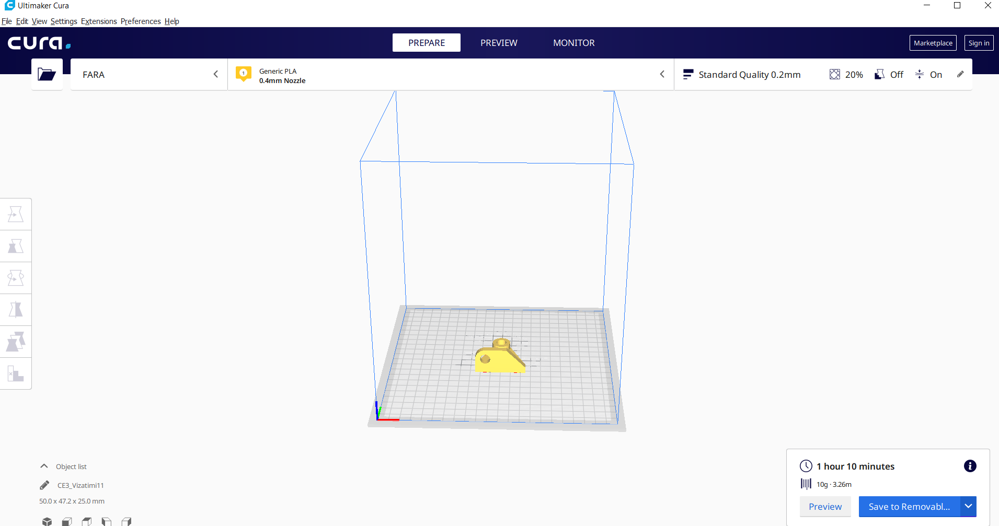 Ultimaker Cura
File Edit View Settings Extensions Preferences Help
cura.
PREPARE
PREVIEW
MONITOR
Marketplace
Sign in
FARA
1
Generic PLA
0.4mm Nozzle
Standard Quality 0.2mm
20%
Off
On
Object list
CE3_Vizatimi11
50.0 x 47.2 x 25.0 mm
1 hour 10 minutes
10g · 3.26m
Preview
Save to Removabl...